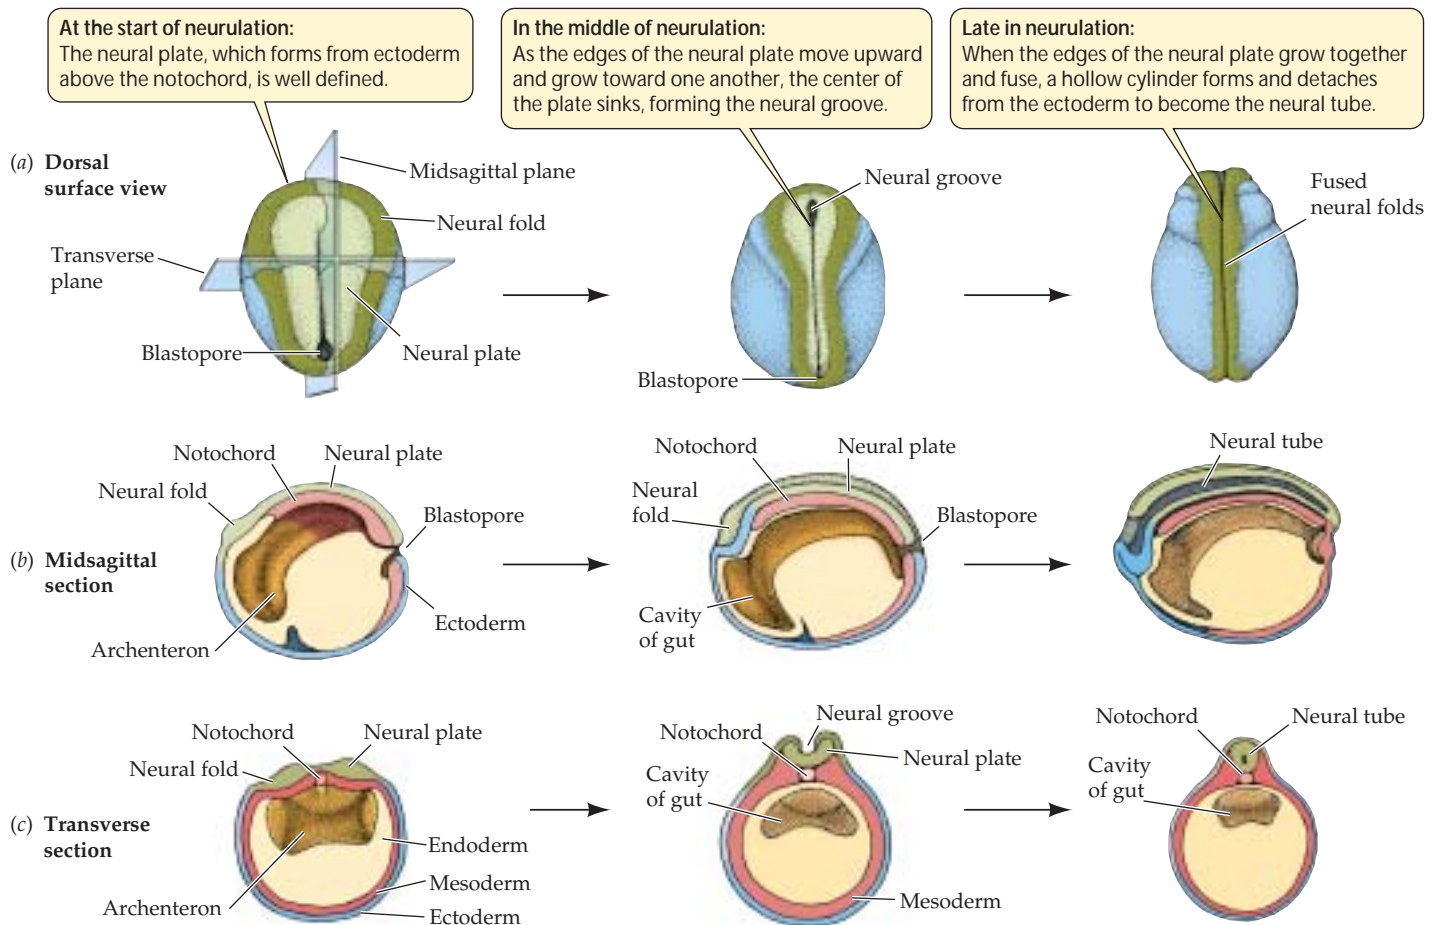 At the start of neurulation:
The neural plate, which forms from ectoderm
above the notochord, is well defined.
In the middle of neurulation:
As the edges of the neural plate move upward
and grow toward one another, the center of
the plate sinks, forming the neural groove.
Late in neurulation:
When the edges of the neural plate grow together
and fuse, a hollow cylinder forms and detaches
from the ectoderm to become the neural tube.
(a) Dorsal
surface view
Midsagittal plane
Neural fold
Transverse
plane
Blastopore
Neural plate
Neural groove
Blastopore
Fused
neural folds
(b) Midsagittal
section
Notochord
Neural plate
Neural fold
Blastopore
Ectoderm
Archenteron
Notochord
Neural plate
Neural
fold
Blastopore
Cavity
of gut
Neural tube
(c) Transverse
section
Notochord
Neural plate
Neural fold
Endoderm
Mesoderm
Ectoderm
Archenteron
Neural groove
Notochord
Neural plate
Cavity
of gut
Mesoderm
Notochord
Neural tube
Cavity
of gut